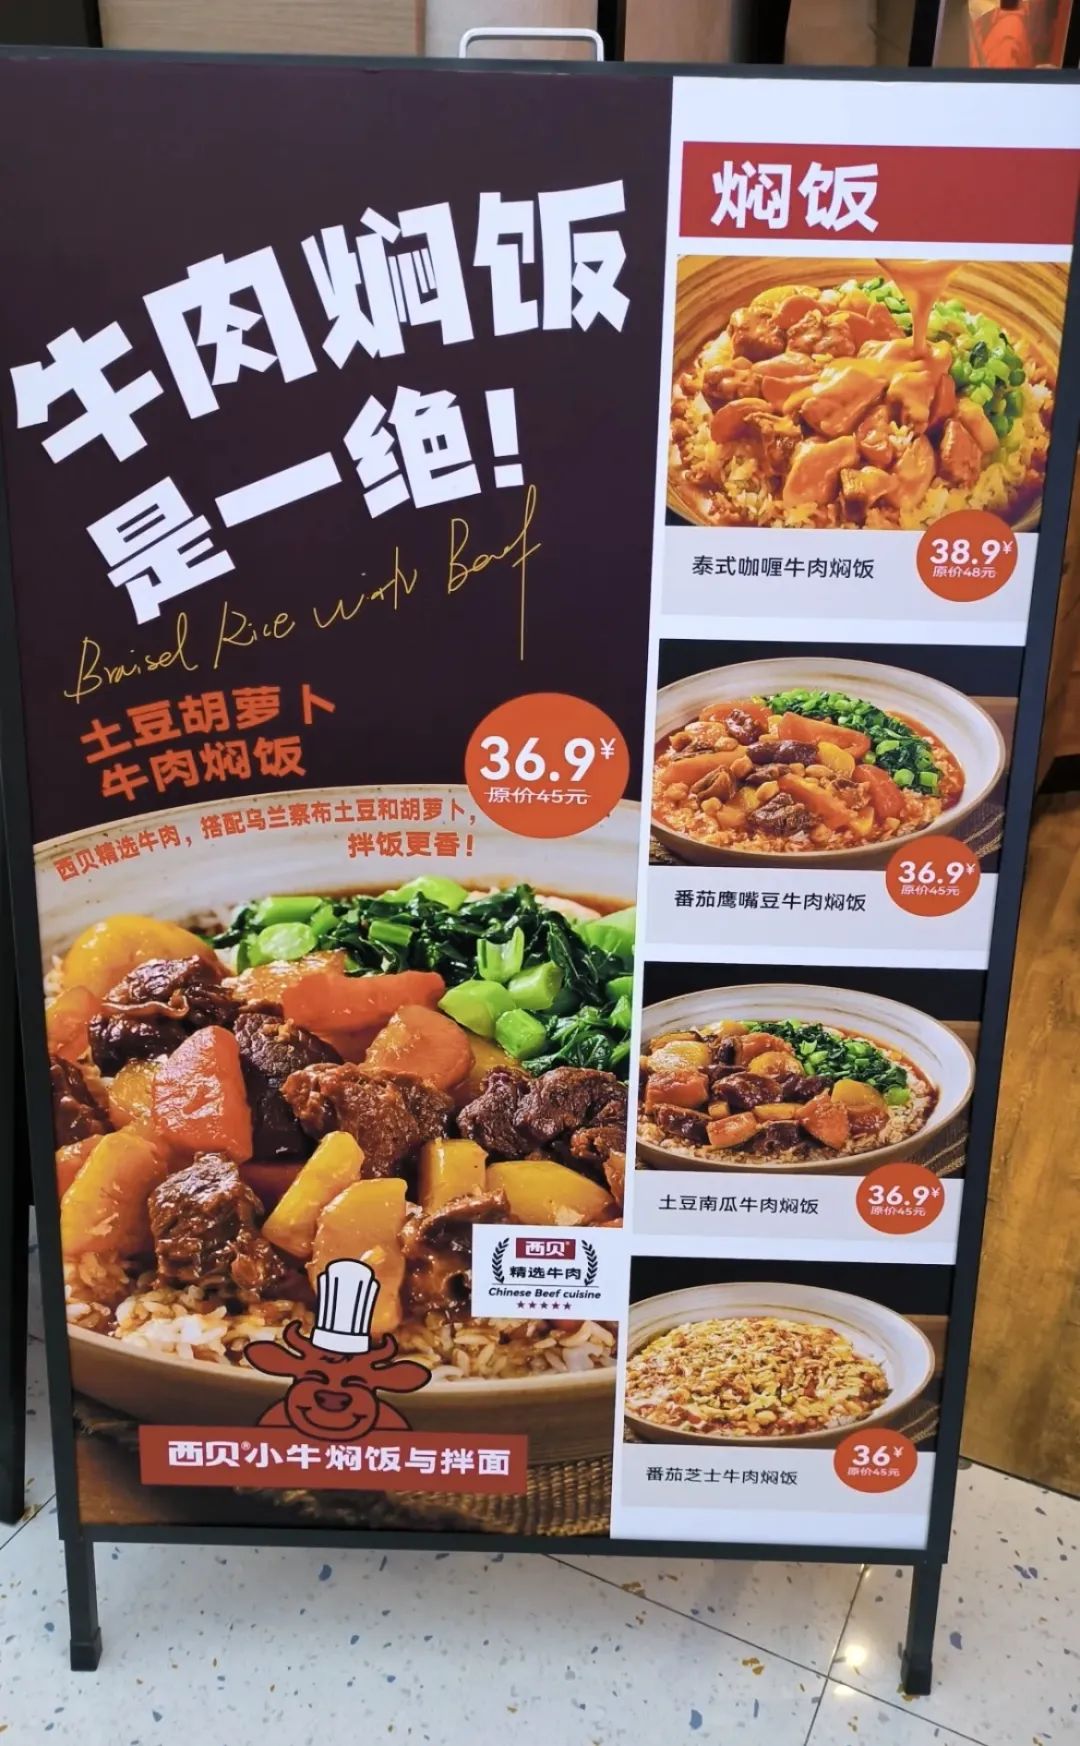 牛肉焖饭
是一绝！
Braised Rice with Beef
土豆胡萝卜
牛肉焖饭
36.9¥
原价45元
西贝精选牛肉，搭配乌兰察布土豆和胡萝卜，
拌饭更香！
西贝®
精选牛肉
Chinese Beef cuisine
西贝®小牛焖饭与拌面
焖饭
泰式咖喱牛肉焖饭
38.9¥
原价48元
番茄鹰嘴豆牛肉焖饭
36.9¥
原价45元
土豆南瓜牛肉焖饭
36.9¥
原价45元
番茄芝士牛肉焖饭
36¥
原价45元